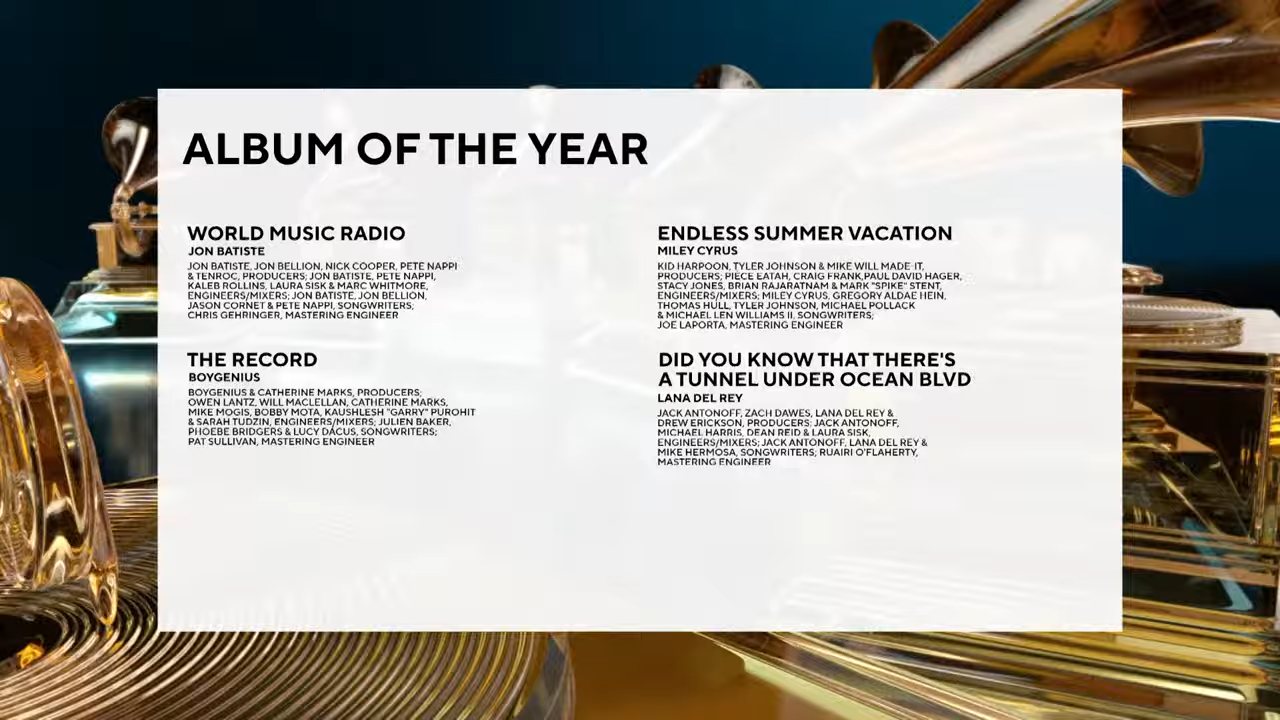 ALBUM OF THE YEAR
WORLD MUSIC RADIO
JON BATISTE
JON BATISTE, JON BELLION, NICK COOPER, PETE NAPPI
& TENROC, PRODUCERS; JON BATISTE, PETE NAPPI,
KALEB ROLLINS, LAURA SISK & MARC WHITMORE,
ENGINEERS/MIXERS; JON BATISTE, JON BELLION,
JASON CORNET & PETE NAPPI, SONGWRITERS;
CHRIS GEHRINGER, MASTERING ENGINEER
THE RECORD
BOYGENIUS
BOYGENIUS & CATHERINE MARKS, PRODUCERS;
OWEN LANTZ, WILL MACLELLAN, CATHERINE MARKS,
MIKE MOGIS, BOBBY MOTA, KAUSHLESH "GARRY" PUROHIT
& SARAH TUDZIN, ENGINEERS/MIXERS; JULIEN BAKER,
PHOEBE BRIDGERS & LUCY DACUS, SONGWRITERS;
PAT SULLIVAN, MASTERING ENGINEER
ENDLESS SUMMER VACATION
MILEY CYRUS
KID HARPOON, TYLER JOHNSON & MIKE WILL MADE-IT,
PRODUCERS; PIÈCE EATAH, CRAIG FRANK,PAUL DAVID HAGER,
STACY JONES, BRIAN RAJARATNAM & MARK "SPIKE" STENT,
ENGINEERS/MIXERS; MILEY CYRUS, GREGORY ALDAE HEIN,
THOMAS HULL, TYLER JOHNSON, MICHAEL POLLACK
& MICHAEL LEN WILLIAMS II, SONGWRITERS;
JOE LAPORTA, MASTERING ENGINEER
DID YOU KNOW THAT THERE'S
A TUNNEL UNDER OCEAN BLVD
LANA DEL REY
JACK ANTONOFF, ZACH DAWES, LANA DEL REY &
DREW ERICKSON, PRODUCERS; JACK ANTONOFF,
MICHAEL HARRIS, DEAN REID & LAURA SISK,
ENGINEERS/MIXERS; JACK ANTONOFF, LANA DEL REY &
MIKE HERMOSA, SONGWRITERS; RUAIRI O'FLAHERTY,
MASTERING ENGINEER